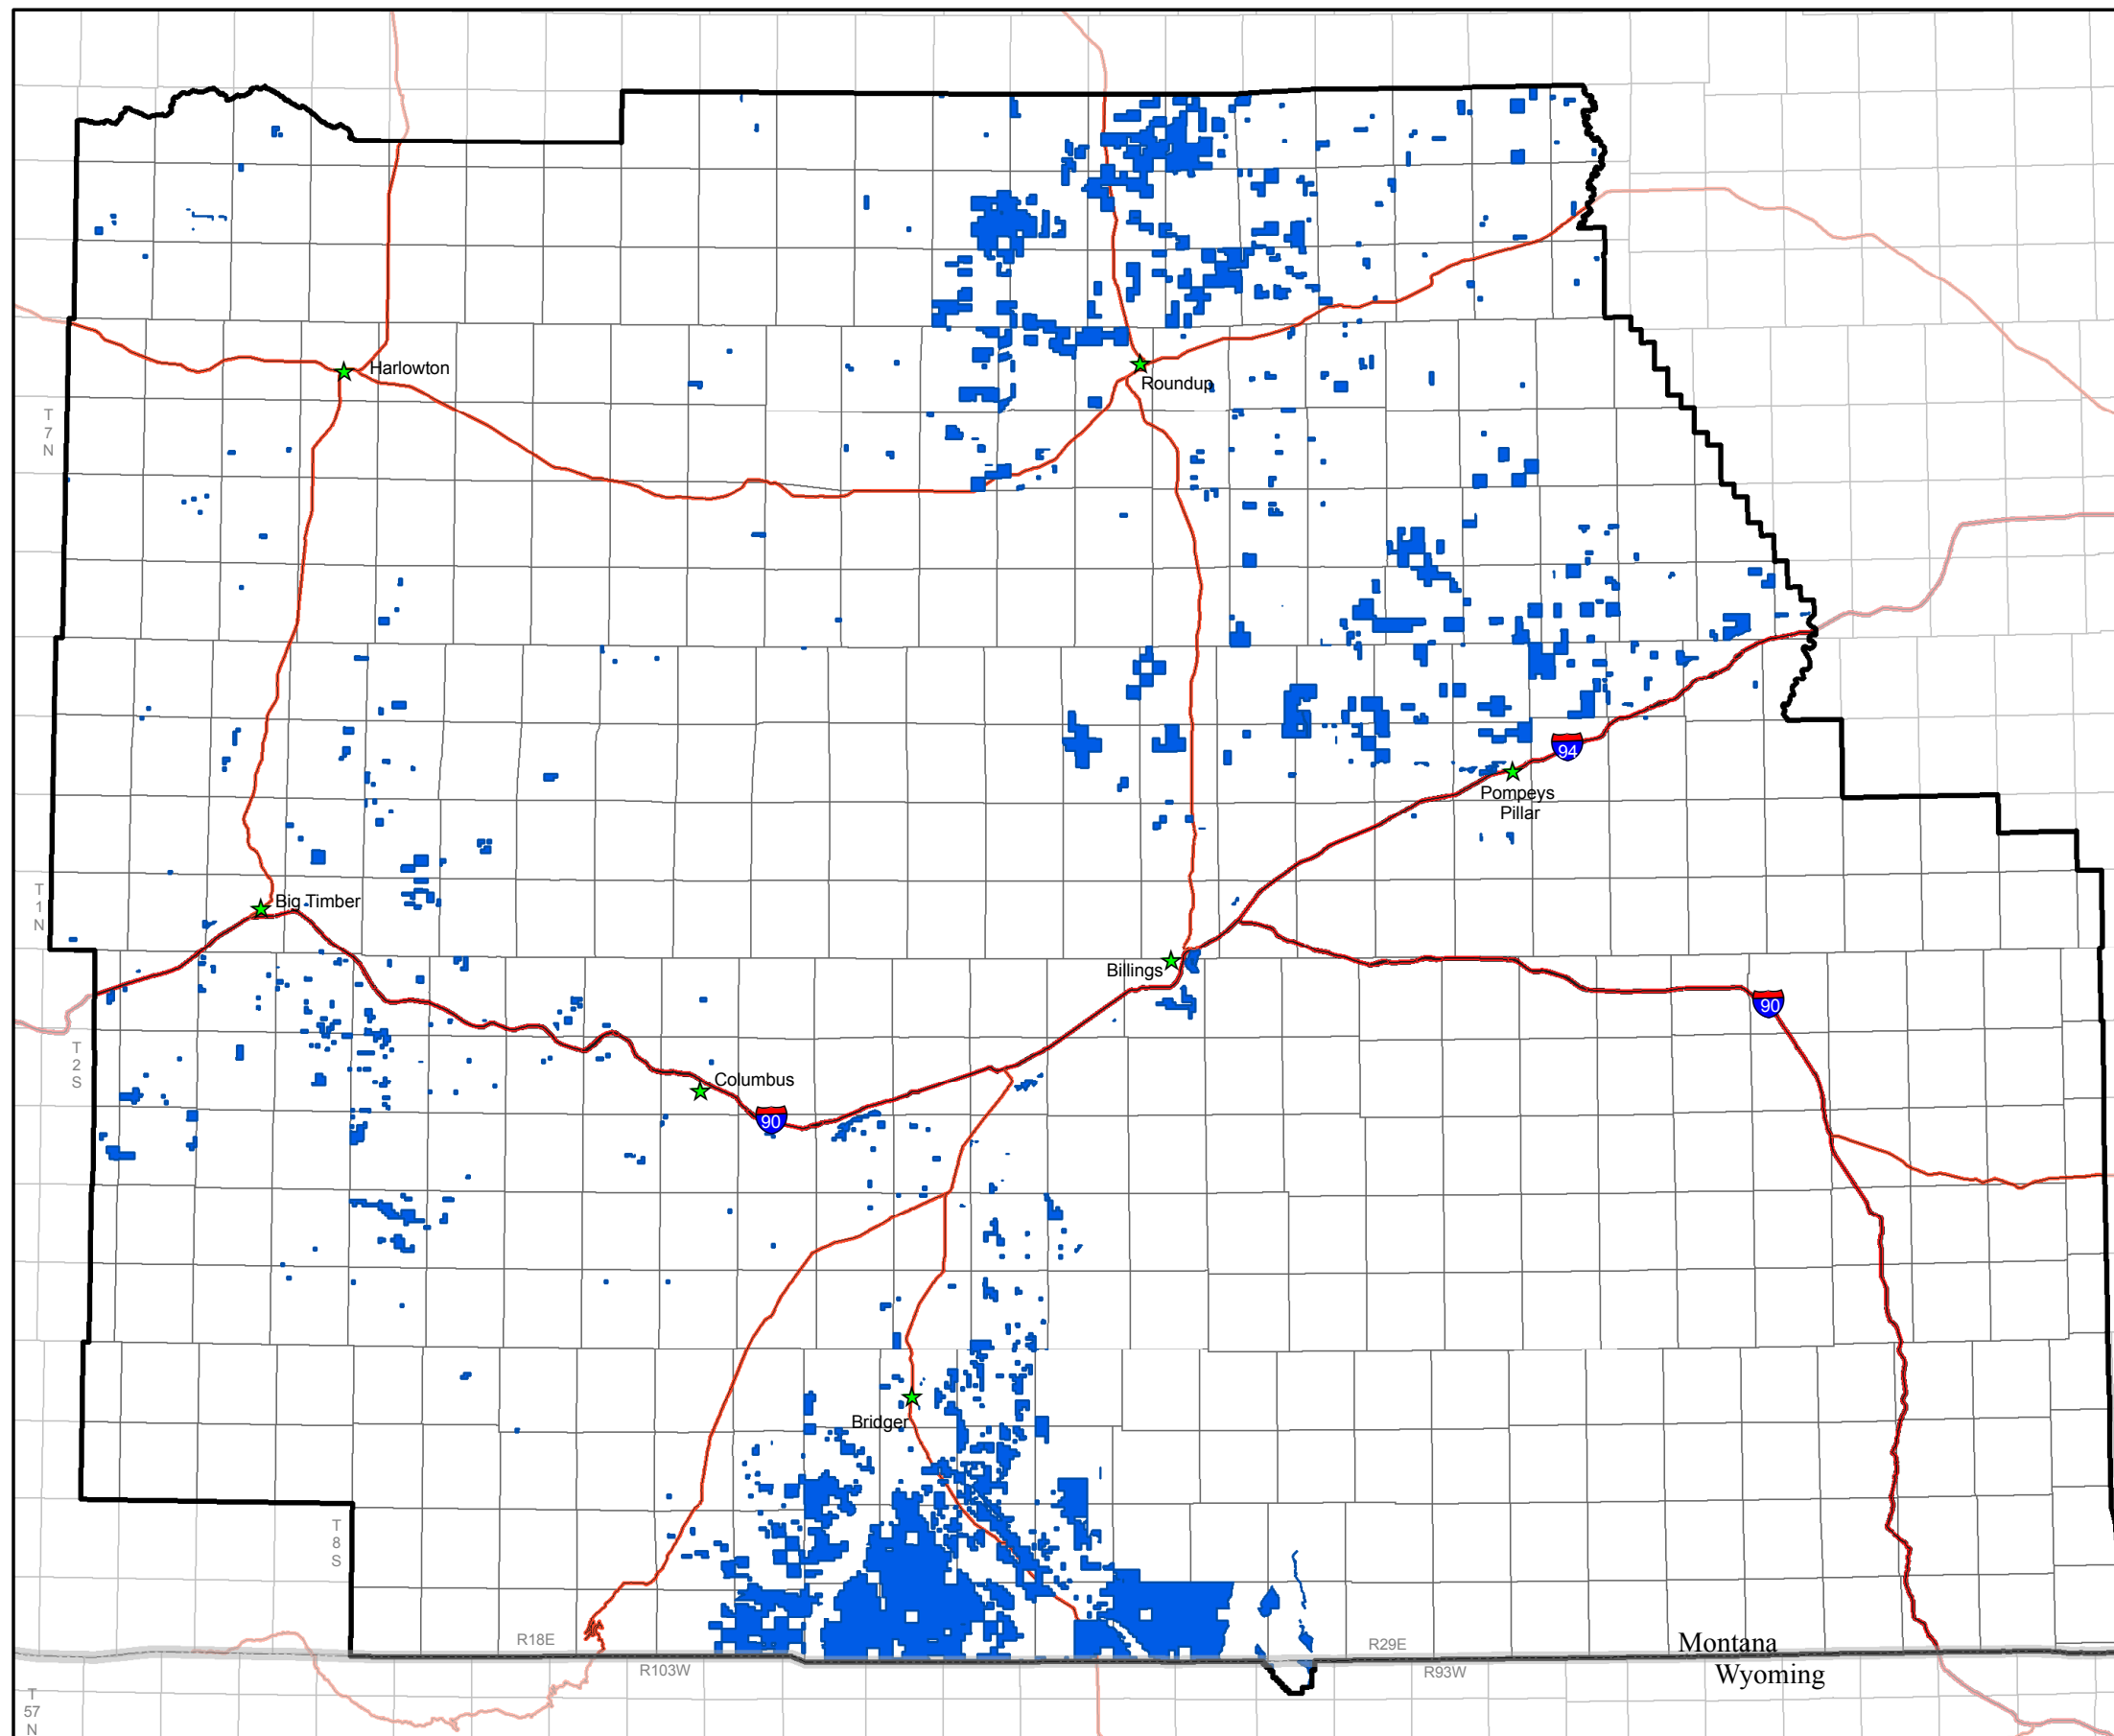 Harlowton
Roundup
T
7
N
94
Pompeys
Pillar
T
1
N
Big Timber
Billings
90
T
2
S
Columbus
90
Bridger
T
8
S
R18E
R29E
Montana
R103W
R93W
Wyoming
T
57
N